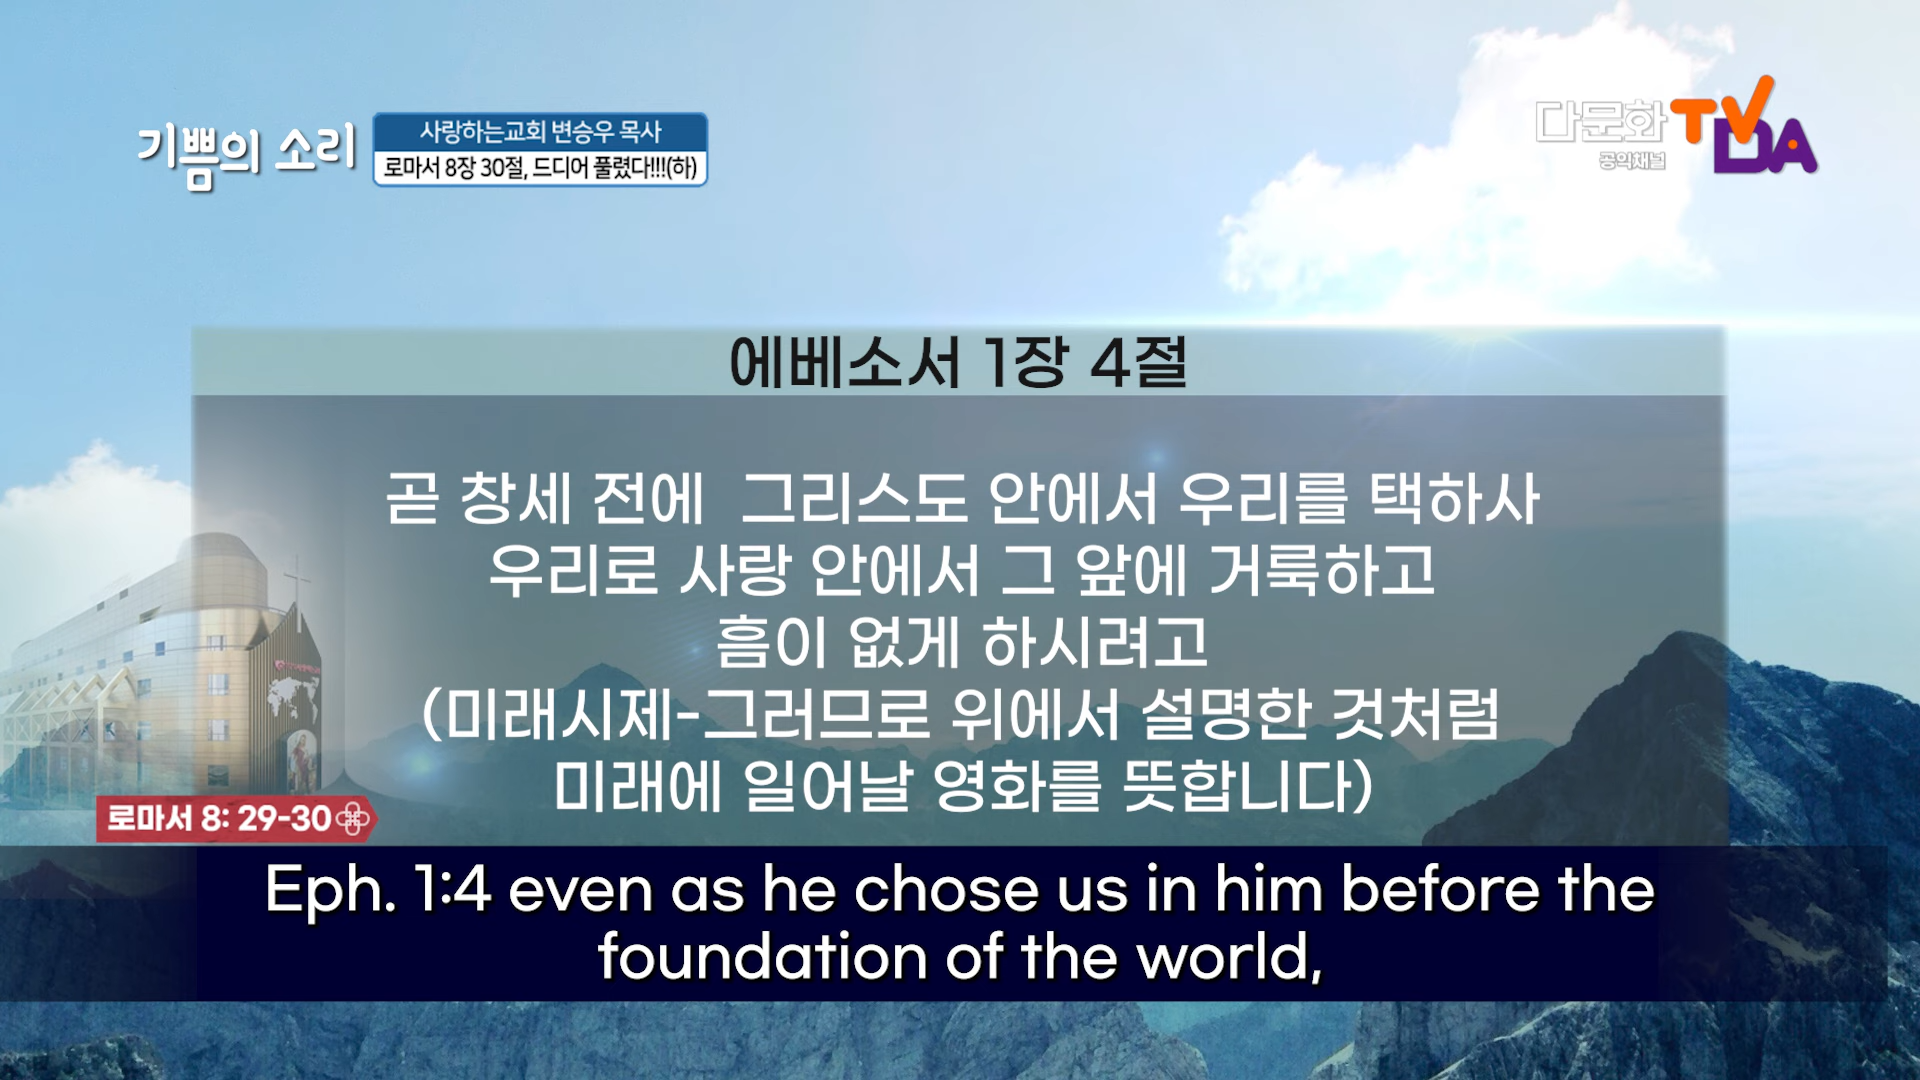 기쁨의 소리
사랑하는교회 변승우 목사
로마서 8장 30절, 드디어 풀렸다!!!(하)
다문화 TV
DA
공익채널
에베소서 1장 4절
곧 창세 전에 그리스도 안에서 우리를 택하사
우리로 사랑 안에서 그 앞에 거룩하고
흠이 없게 하시려고
(미래시제-그러므로 위에서 설명한 것처럼
미래에 일어날 영화를 뜻합니다)
로마서 8: 29-30
Eph. 1:4 even as he chose us in him before the
foundation of the world,